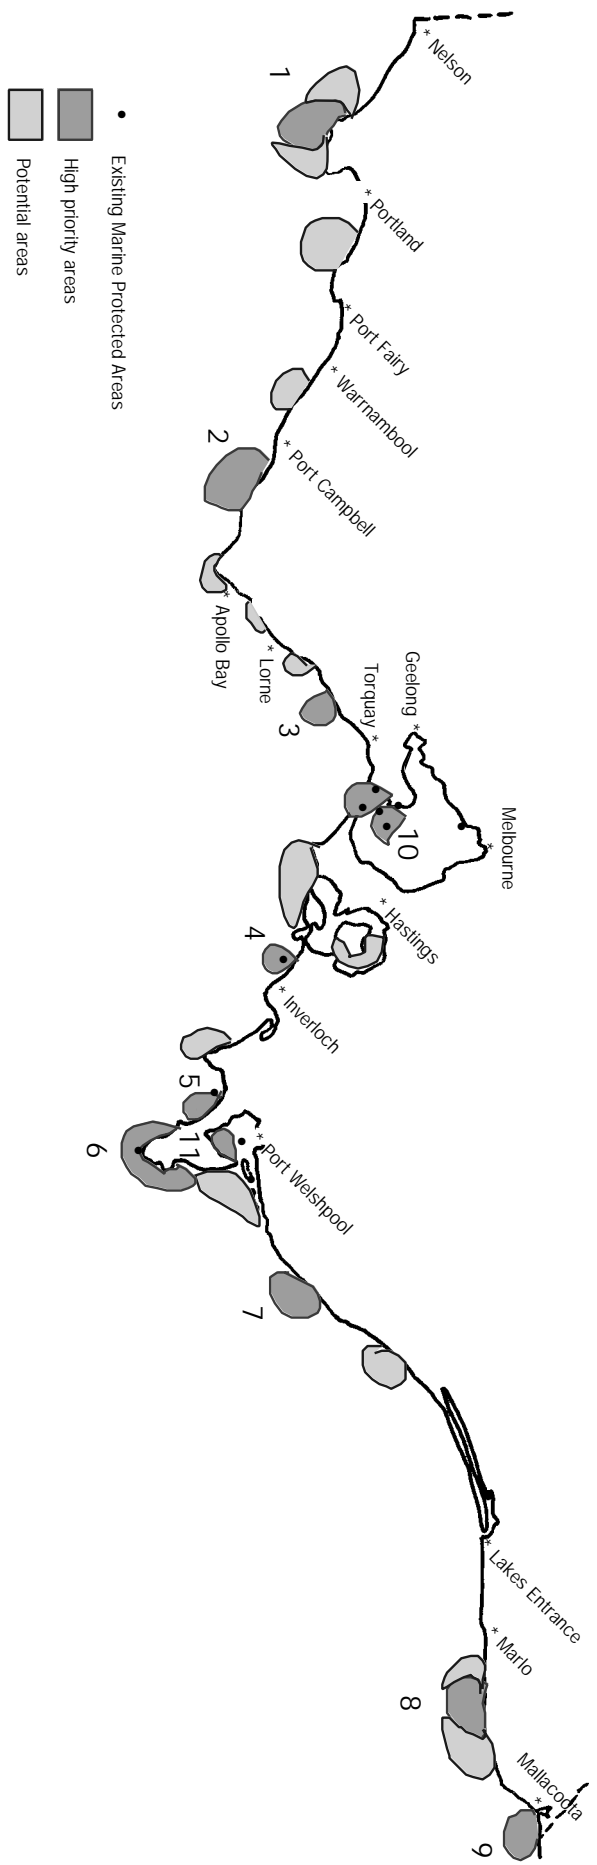 Nelson
1
Portland
Port Fairy
Warrnambool
2
Port Campbell
Apollo Bay
Lorne
3
Torquay
Geelong
10
Melbourne
Hastings
4
Inverloch
5
6
11
Port Welshpool
7
Lakes Entrance
Marlo
8
Mallacoota
9
Existing Marine Protected Areas
High priority areas
Potential areas